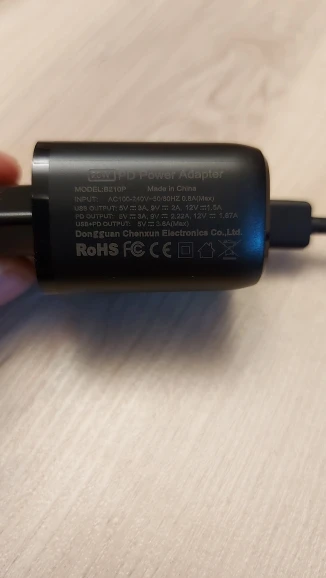 PD Power Adapter
MODEL:BZ10P Made in China
INPUT: AC100-240V~50/60HZ 0.6A(Max)
USB OUTPUT: 5V⎓3A, 9V⎓2A, 12V⎓1.5A
PD OUTPUT: 5V⎓3A, 9V⎓2.22A, 12V⎓1.67A
USB+PD OUTPUT: 5V⎓3.6A(Max)
Dongguan Chenxun Electronics Co.,Ltd.
RoHS FC CE